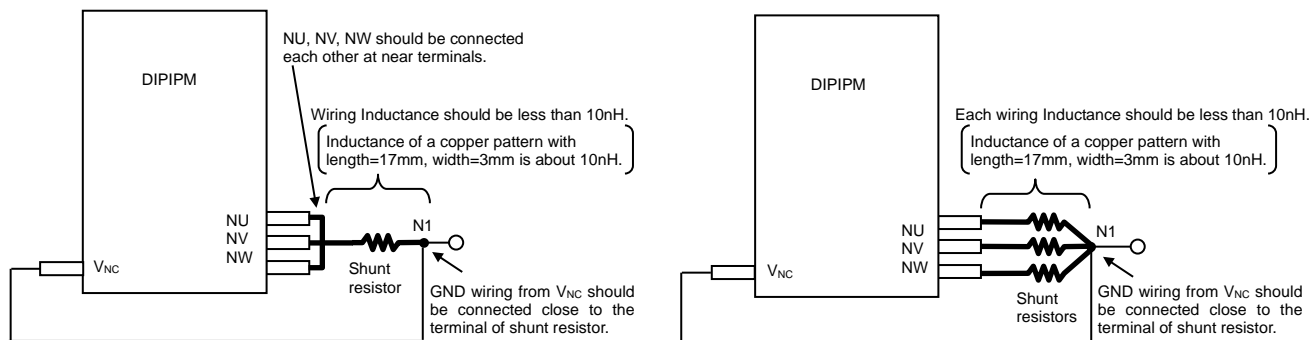 NU, NV, NW should be connected
each other at near terminals.
DIPIPM
Wiring Inductance should be less than 10nH.
Inductance of a copper pattern with
length=17mm, width=3mm is about 10nH.
NU
NV
NW
N1
VNC
Shunt
resistor
GND wiring from VNC should
be connected close to the
terminal of shunt resistor.
DIPIPM
Each wiring Inductance should be less than 10nH.
Inductance of a copper pattern with
length=17mm, width=3mm is about 10nH.
NU
NV
NW
N1
VNC
Shunt
resistors
GND wiring from VNC should
be connected close to the
terminal of shunt resistor.